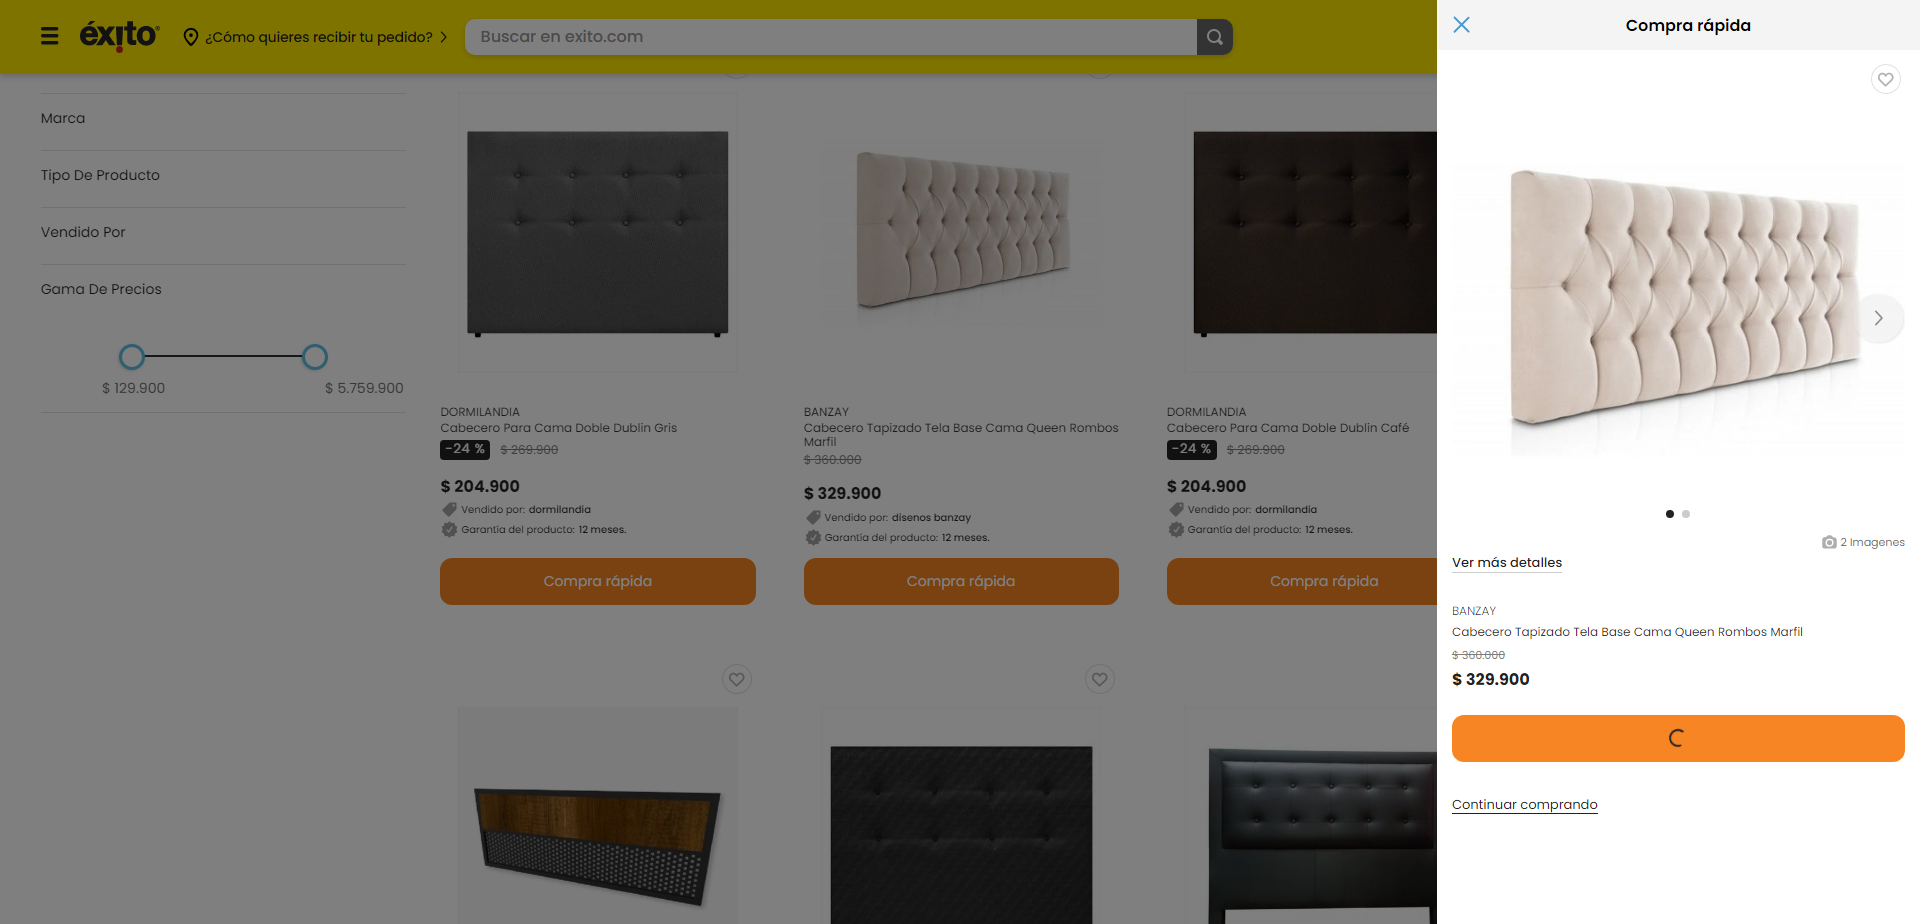 éxito
¿Cómo quieres recibir tu pedido?
Buscar en exito.com
Marca
Tipo De Producto
Vendido Por
Gama De Precios
$ 129.900
$ 5.759.900
DORMILANDIA
Cabecero Para Cama Doble Dublin Gris
-24 % $ 269.900
$ 204.900
Vendido por: dormilandia
Garantía del producto: 12 meses.
Compra rápida
BANZAY
Cabecero Tapizado Tela Base Cama Queen Rombos
Marfil
$ 360.000
$ 329.900
Vendido por: disenos banzay
Garantía del producto: 12 meses.
Compra rápida
DORMILANDIA
Cabecero Para Cama Doble Dublin Café
-24 % $ 269.900
$ 204.900
Vendido por: dormilandia
Garantía del producto: 12 meses.
Compra rápida
Compra rápida
2 Imagenes
Ver más detalles
BANZAY
Cabecero Tapizado Tela Base Cama Queen Rombos Marfil
$ 360.000
$ 329.900
Continuar comprando